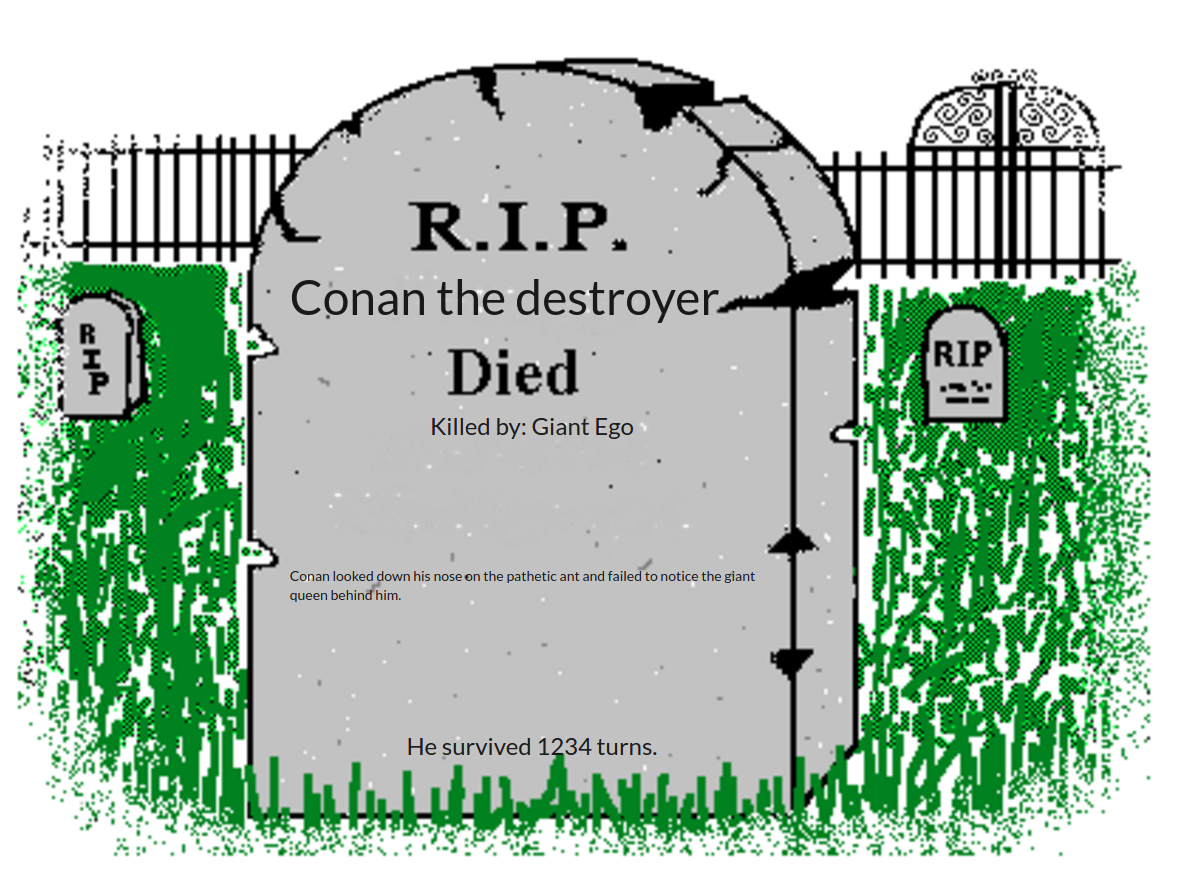 R.I.P.
Conan the destroyer
R
I
P
RIP
Died
Killed by: Giant Ego
Conan looked down his nose on the pathetic ant and failed to notice the giant
queen behind him.
He survived 1234 turns.